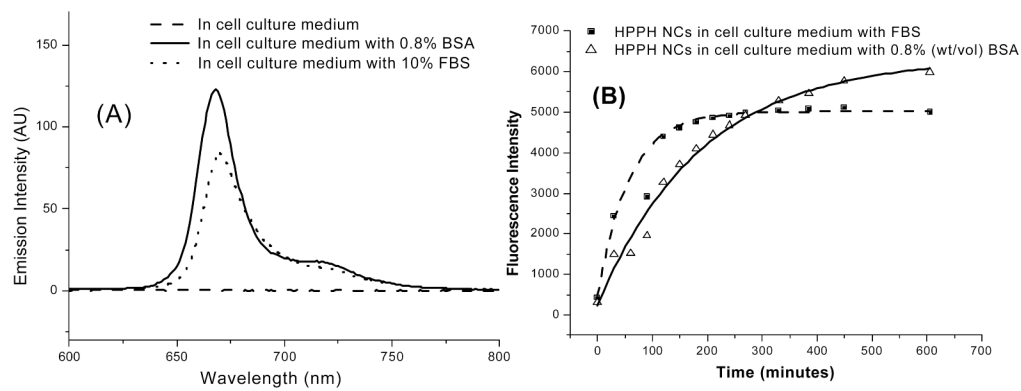 In cell culture medium
In cell culture medium with 0.8% BSA
In cell culture medium with 10% FBS
(A)
Emission Intensity (AU)
150
100
50
0
600
650
700
750
800
Wavelength (nm)
HPPH NCs in cell culture medium with FBS
HPPH NCs in cell culture medium with 0.8% (wt/vol) BSA
(B)
Fluorescence Intensity
7000
6000
5000
4000
3000
2000
1000
0
0
100
200
300
400
500
600
700
Time (minutes)